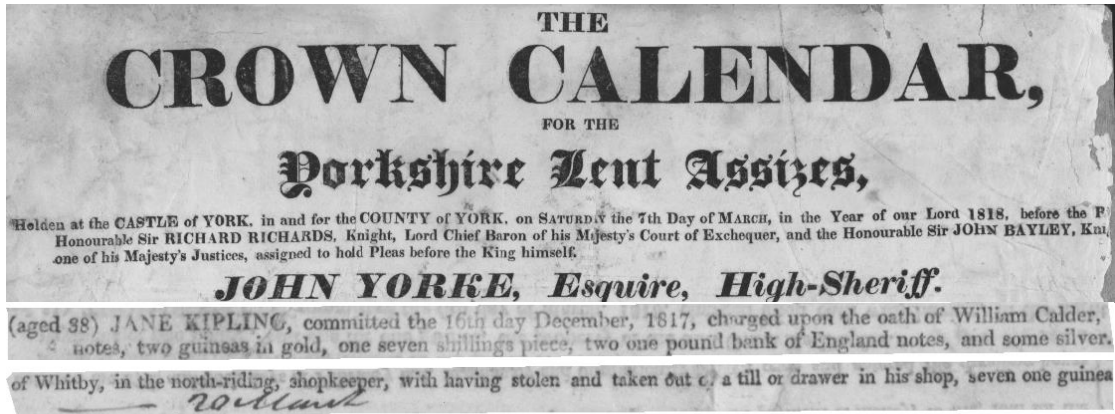 THE
CROWN CALENDAR,
FOR THE
Yorkshire Lent Assizes,
Holden at the CASTLE of YORK, in and for the COUNTY of YORK, on SATURDAY the 7th Day of MARCH, in the Year of our Lord 1818, before the
Honourable Sir RICHARD RICHARDS, Knight, Lord Chief Baron of his Majesty's Court of Exchequer, and the Honourable Sir JOHN BAYLEY, Kni
one of his Majesty's Justices, assigned to hold Pleas before the King himself.
JOHN YORKE, Esquire, High-Sheriff.
(aged 38) JANE KIPLING, committed the 16th day December, 1817, charged upon the oath of William Calder,
notes, two guineas in gold, one seven shillings piece, two one pound bank of England notes, and some silver.
of Whitby, in the north-riding, shopkeeper, with having stolen and taken out o. a till or drawer in his shop, seven one guinea